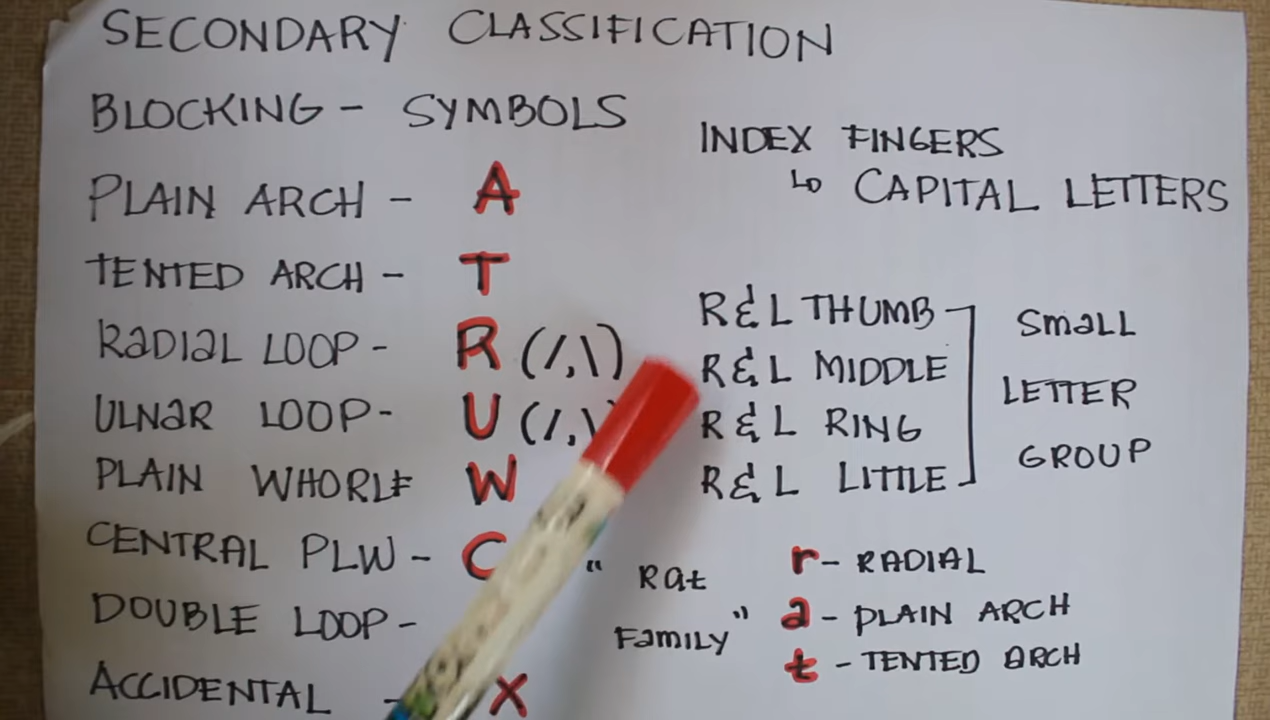 SECONDARY CLASSIFICATION
BLOCKING - SYMBOLS
PLAIN ARCH - A
TENTED ARCH - T
RADIAL LOOP - R (/,\)
ULNAR LOOP - U (/,\
PLAIN WHORL - W
CENTRAL PLW - C
DOUBLE LOOP -
ACCIDENTAL - X
INDEX FINGERS
↳ CAPITAL LETTERS
R & L THUMB
R & L MIDDLE
R & L RING
R & L LITTLE
SMALL
LETTER
GROUP
" RAT
FAMILY "
r - RADIAL
a - PLAIN ARCH
t - TENTED ARCH